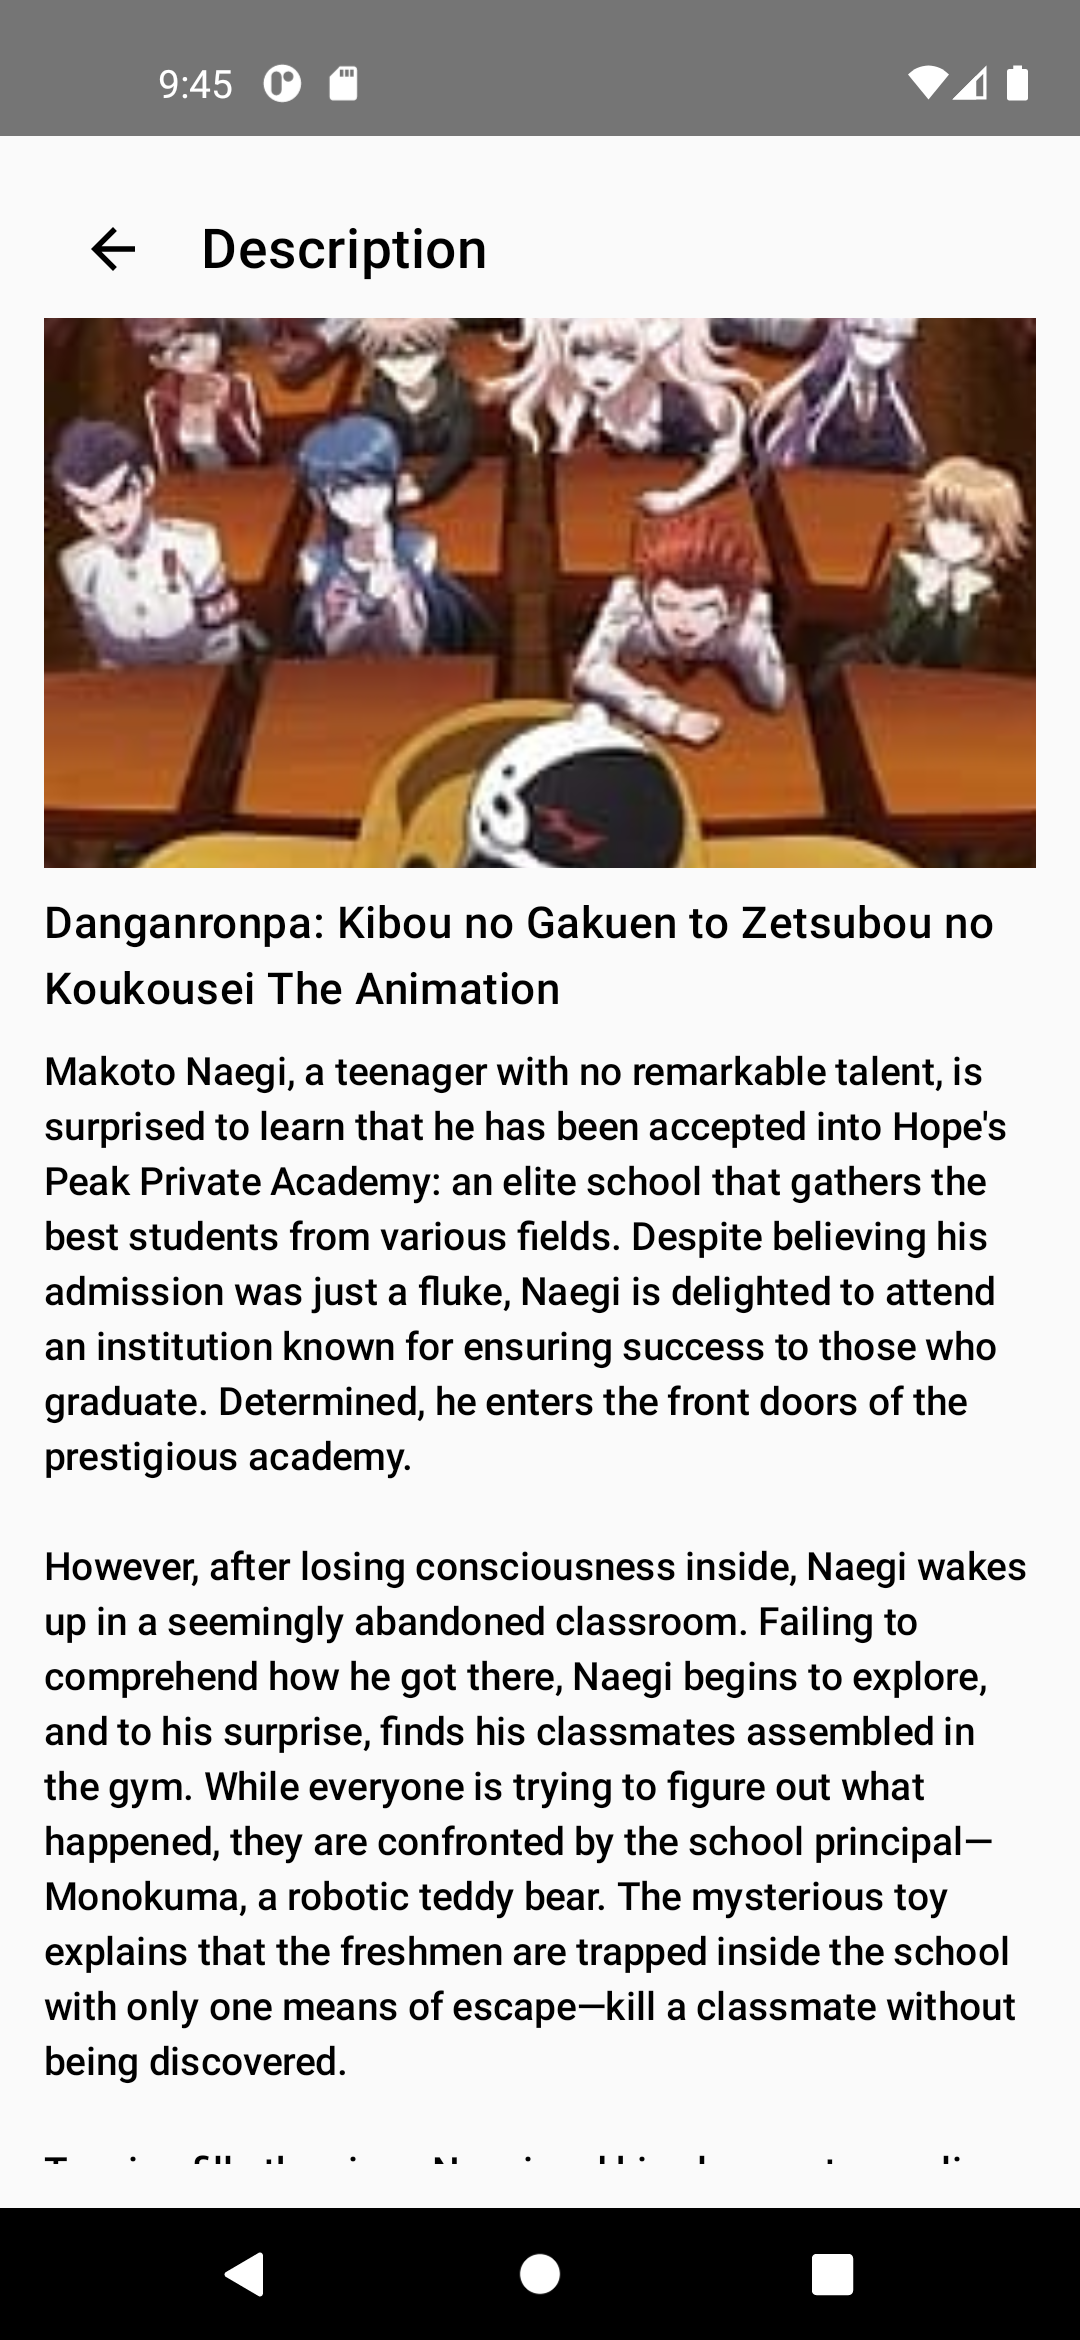 9:45
Description
Danganronpa: Kibou no Gakuen to Zetsubou no
Koukousei The Animation
Makoto Naegi, a teenager with no remarkable talent, is
surprised to learn that he has been accepted into Hope's
Peak Private Academy: an elite school that gathers the
best students from various fields. Despite believing his
admission was just a fluke, Naegi is delighted to attend
an institution known for ensuring success to those who
graduate. Determined, he enters the front doors of the
prestigious academy.
However, after losing consciousness inside, Naegi wakes
up in a seemingly abandoned classroom. Failing to
comprehend how he got there, Naegi begins to explore,
and to his surprise, finds his classmates assembled in
the gym. While everyone is trying to figure out what
happened, they are confronted by the school principal—
Monokuma, a robotic teddy bear. The mysterious toy
explains that the freshmen are trapped inside the school
with only one means of escape—kill a classmate without
being discovered.